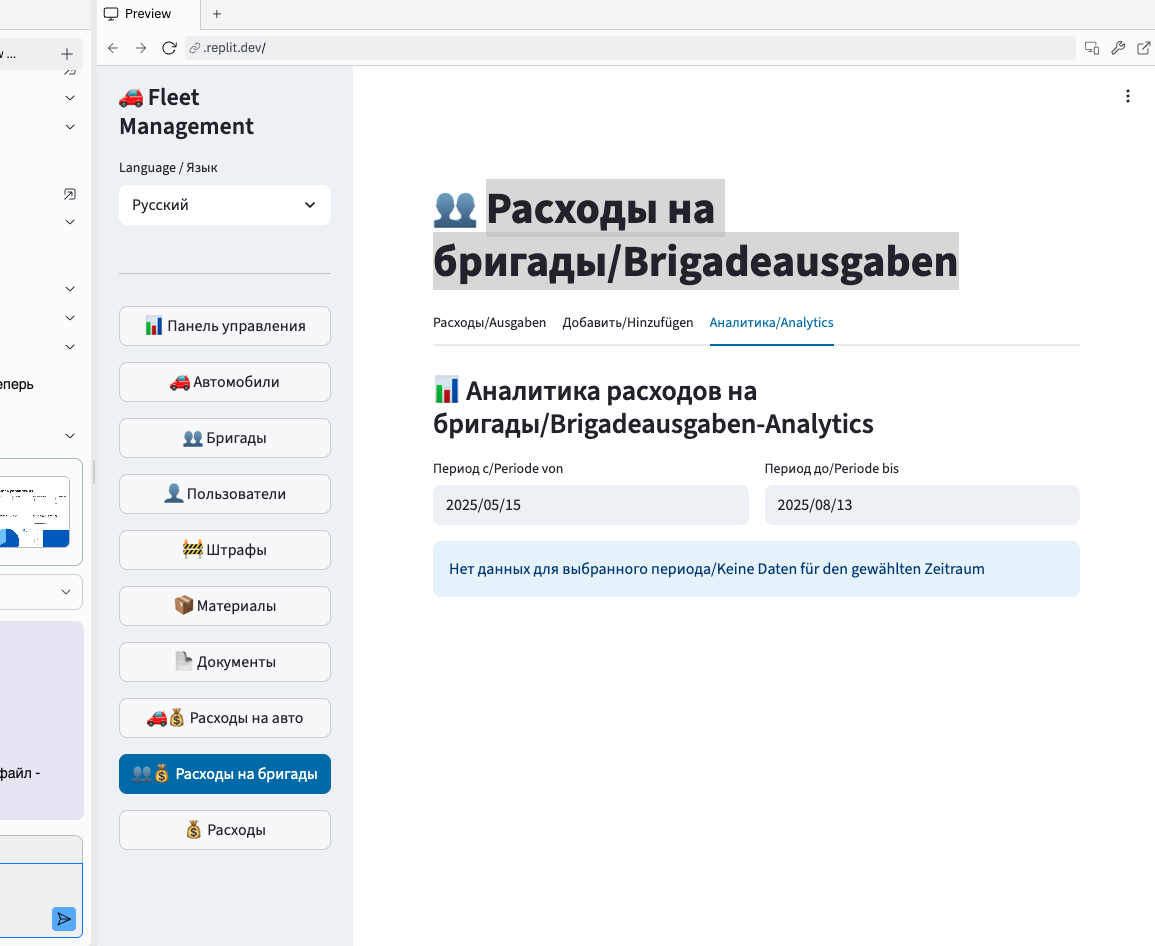 Preview
.replit.dev/
Fleet
Management
Language / Язык
Русский
Панель управления
Автомобили
Бригады
Пользователи
Штрафы
Материалы
Документы
Расходы на авто
Расходы на бригады
Расходы
Расходы на
бригады/Brigadeausgaben
Расходы/Ausgaben Добавить/Hinzufügen Аналитика/Analytics
Аналитика расходов на
бригады/Brigadeausgaben-Analytics
Период с/Periode von Период до/Periode bis
2025/05/15 2025/08/13
Нет данных для выбранного периода/Keine Daten für den gewählten Zeitraum
файл -